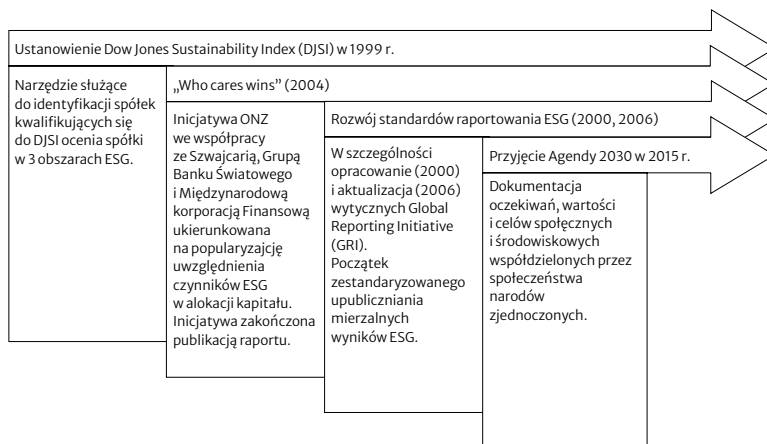 Ustanowienie Dow Jones Sustainability Index (DJSI) w 1999 r.
Narzędzie służące
do identyfikacji spółek
kwalifikujących się
do DJSI ocenia spółki
w 3 obszarach ESG.
„Who cares wins” (2004)
Inicjatywa ONZ
we współpracy
ze Szwajcarią, Grupą
Banku Światowego
i Międzynarodową
korporacją Finansową
ukierunkowana
na popularyzajcję
uwzględnienia
czynników ESG
w alokacji kapitału.
Inicjatywa zakończona
publikacją raportu.
Rozwój standardów raportowania ESG (2000, 2006)
W szczególności
opracowanie (2000)
i aktualizacja (2006)
wytycznych Global
Reporting Initiative
(GRI).
Początek
zestandaryzowanego
upubliczniania
mierzalnych
wyników ESG.
Przyjęcie Agendy 2030 w 2015 r.
Dokumentacja
oczekiwań, wartości
i celów społęcznych
i środowiskowych
współdzielonych przez
społeczeństwa
narodów
zjednoczonych.